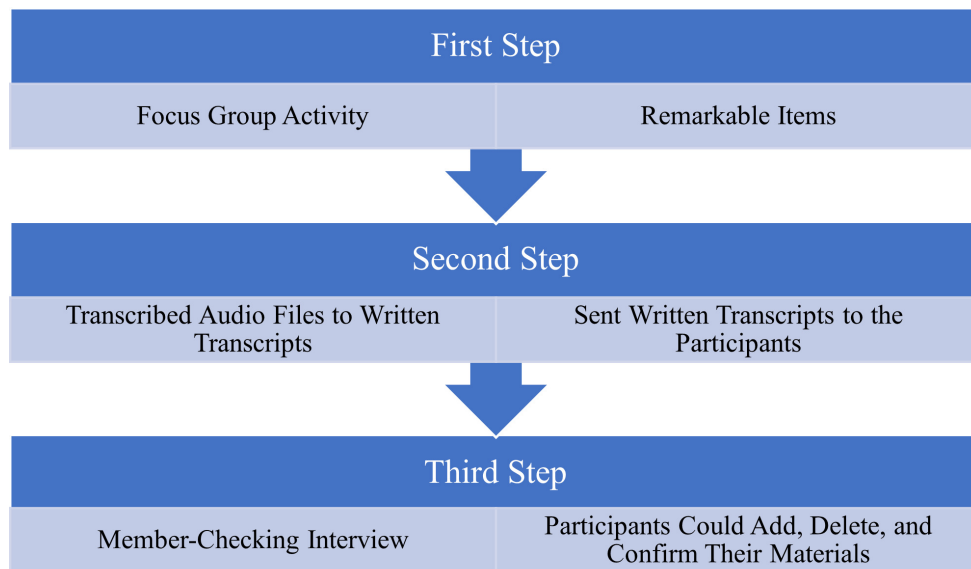 First Step
Focus Group Activity
Remarkable Items
Second Step
Transcribed Audio Files to Written
Transcripts
Sent Written Transcripts to the
Participants
Third Step
Member-Checking Interview
Participants Could Add, Delete, and
Confirm Their Materials